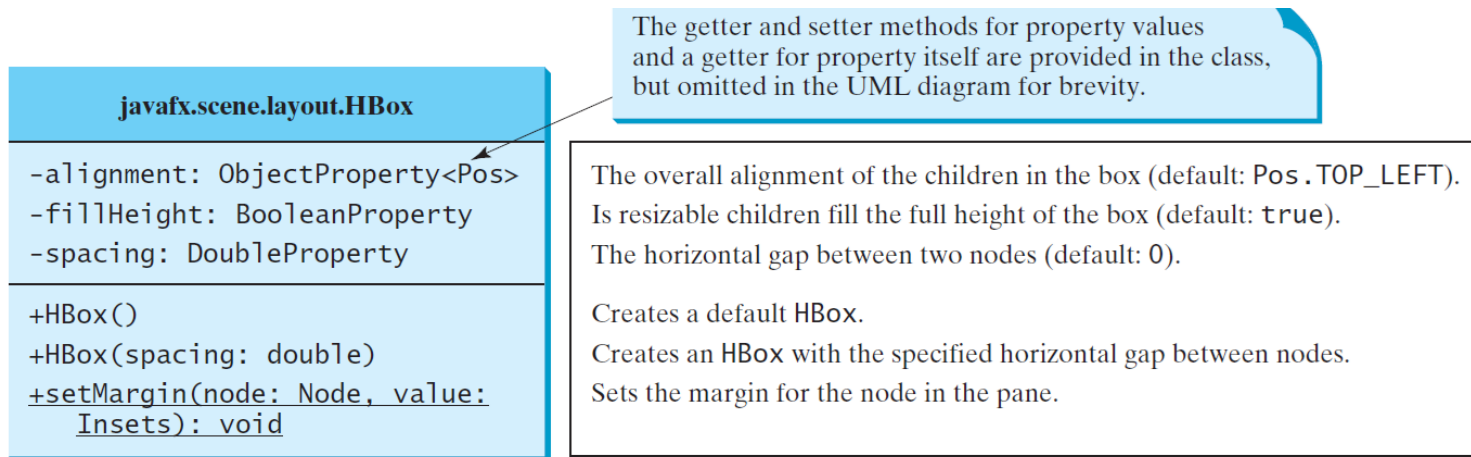 The getter and setter methods for property values
and a getter for property itself are provided in the class,
but omitted in the UML diagram for brevity.
javafx.scene.layout.HBox
-alignment: ObjectProperty<Pos>
-fillHeight: BooleanProperty
-spacing: DoubleProperty
The overall alignment of the children in the box (default: Pos.TOP_LEFT).
Is resizable children fill the full height of the box (default: true).
The horizontal gap between two nodes (default: 0).
+HBox()
+HBox(spacing: double)
+setMargin(node: Node, value:
Insets): void
Creates a default HBox.
Creates an HBox with the specified horizontal gap between nodes.
Sets the margin for the node in the pane.